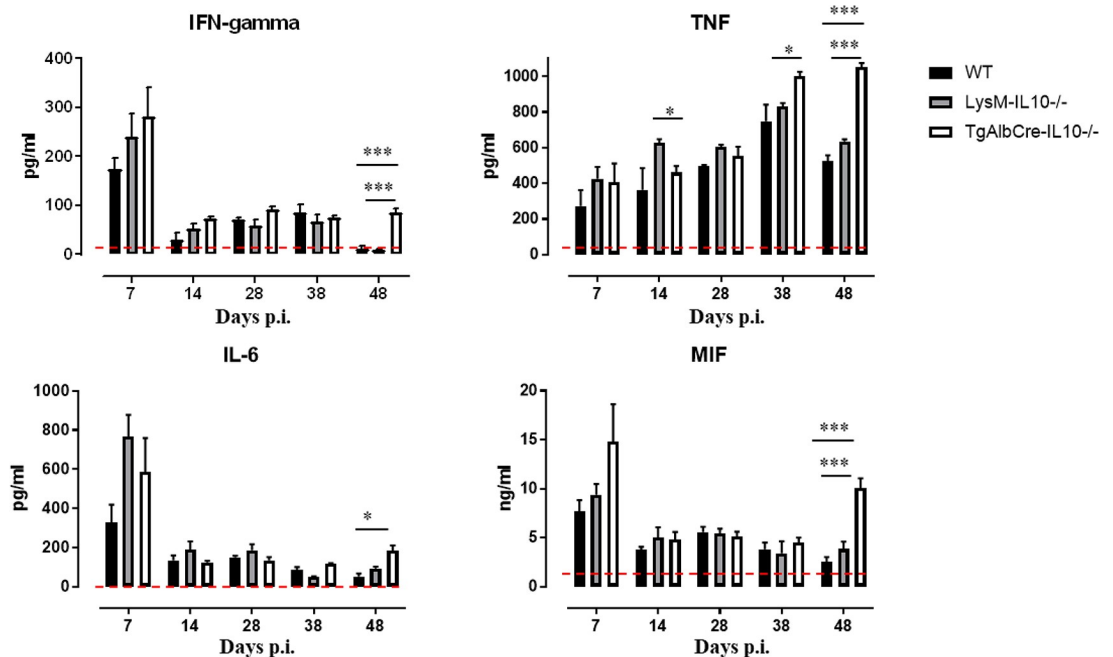 IFN-gamma
400
300
200
100
0
pg/ml
***
***
7 14 28 38 48
Days p.i.
TNF
1000
800
600
400
200
0
pg/ml
*
*
***
***
7 14 28 38 48
Days p.i.
WT
LysM-IL10-/-
TgAlbCre-IL10-/-
IL-6
1000
800
600
400
200
0
pg/ml
*
7 14 28 38 48
Days p.i.
MIF
20
15
10
5
0
ng/ml
***
***
7 14 28 38 48
Days p.i.